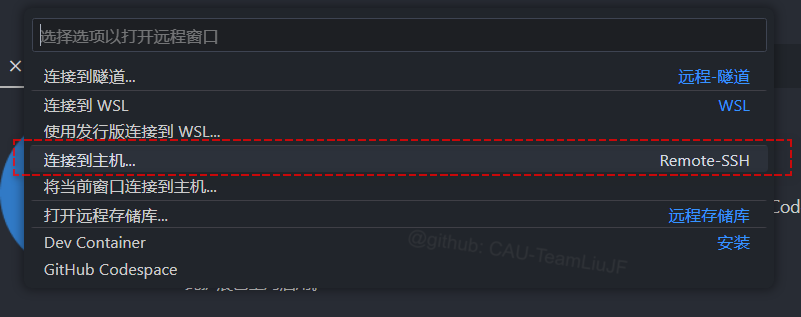 选择选项以打开远程窗口
连接到隧道... 远程-隧道
连接到 WSL WSL
使用发行版连接到 WSL...
连接到主机... Remote-SSH
将当前窗口连接到主机...
打开远程存储库... 远程存储库
Dev Container 安装
GitHub Codespace
@github: CAU-TeamLiuJF
Cod